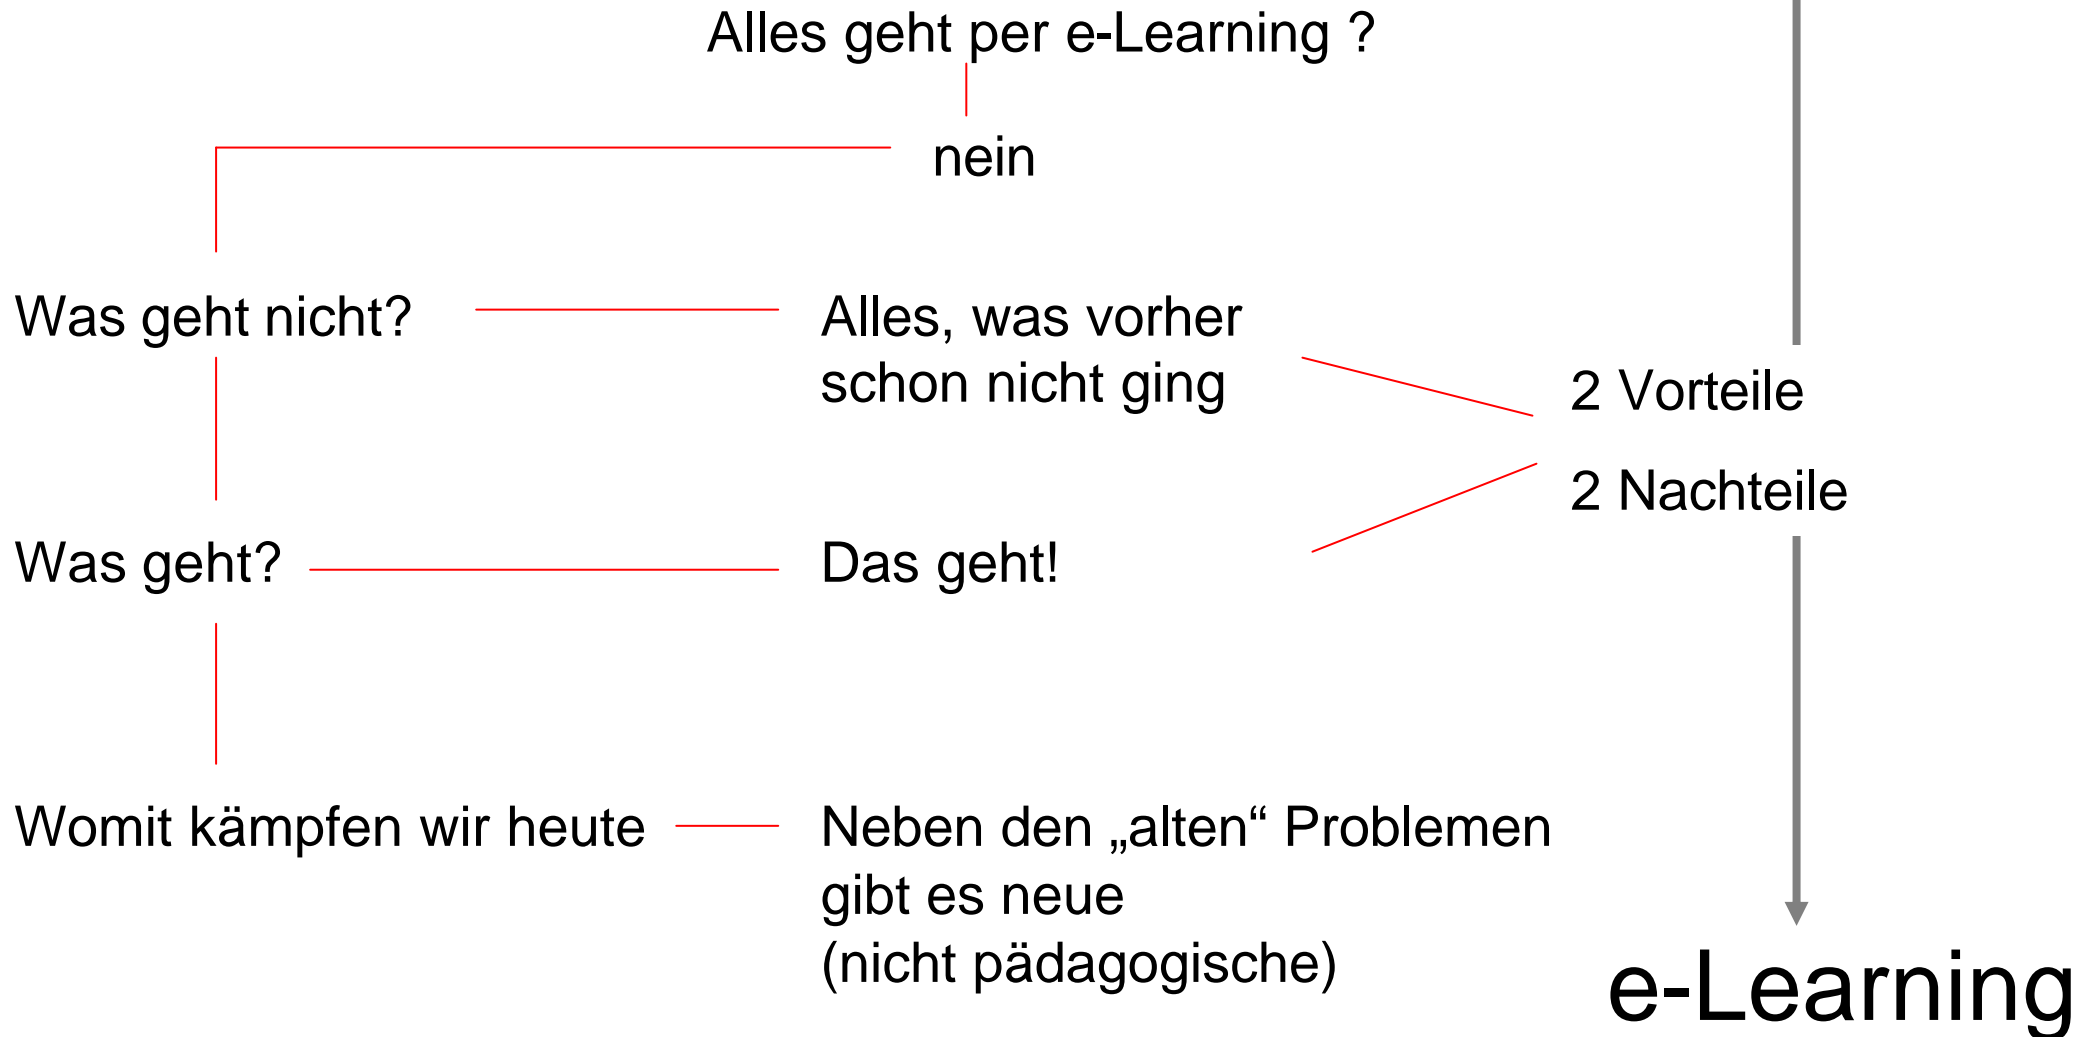 Alles geht per e-Learning ?
nein
Was geht nicht?
Alles, was vorher
schon nicht ging
2 Vorteile
2 Nachteile
Was geht?
Das geht!
Womit kämpfen wir heute
Neben den „alten“ Problemen
gibt es neue
(nicht pädagogische)
e-Learning